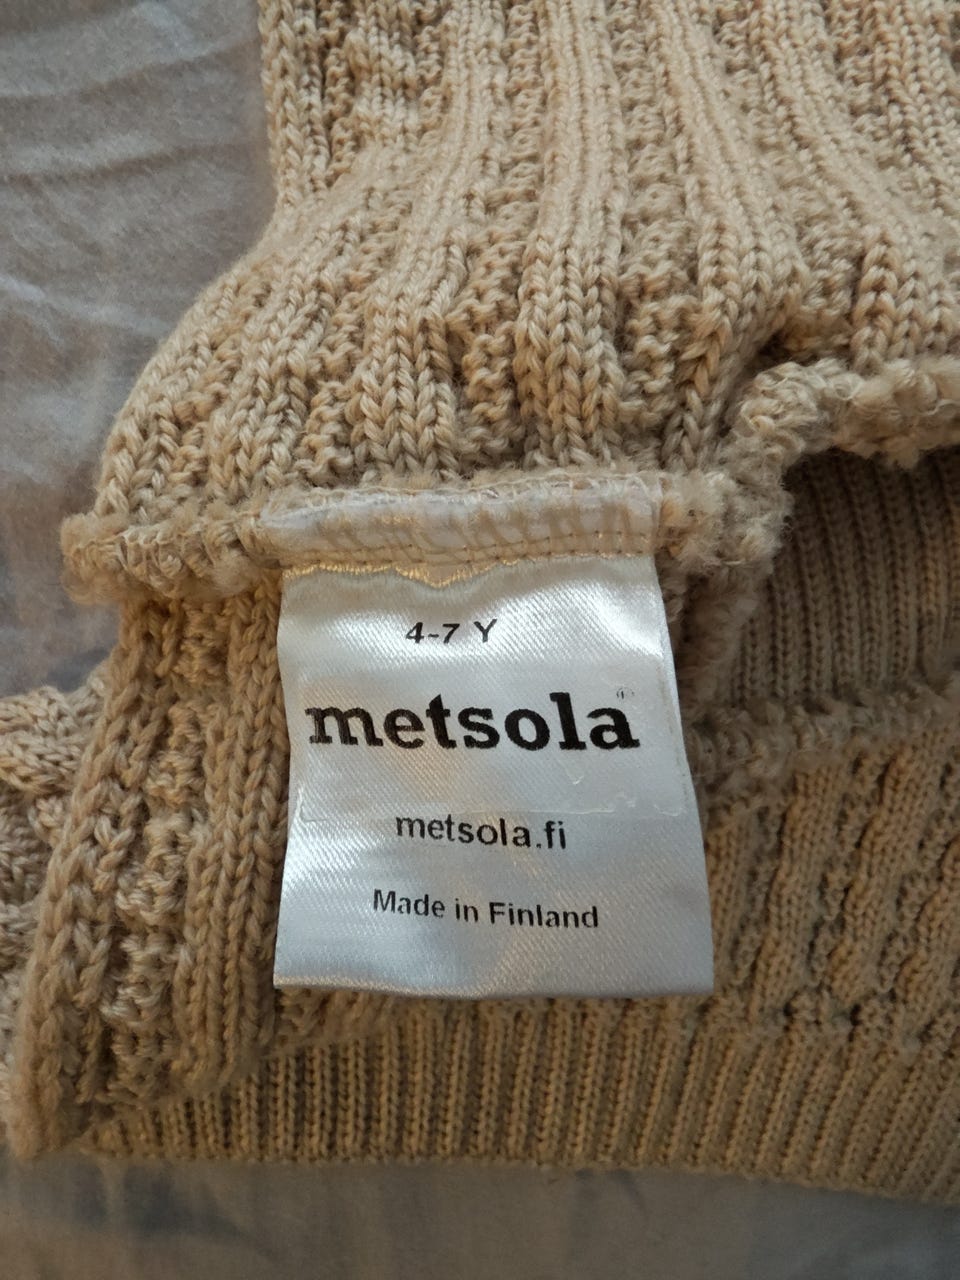 4-7 Y
metsola®
metsola.fi
Made in Finland